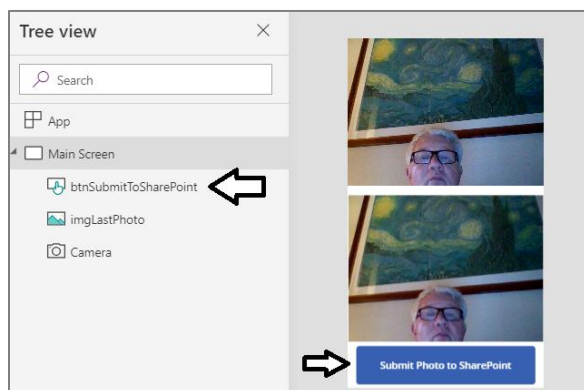 Tree view
Search
App
Main Screen
btnSubmitToSharePoint
imgLastPhoto
Camera
Submit Photo to SharePoint